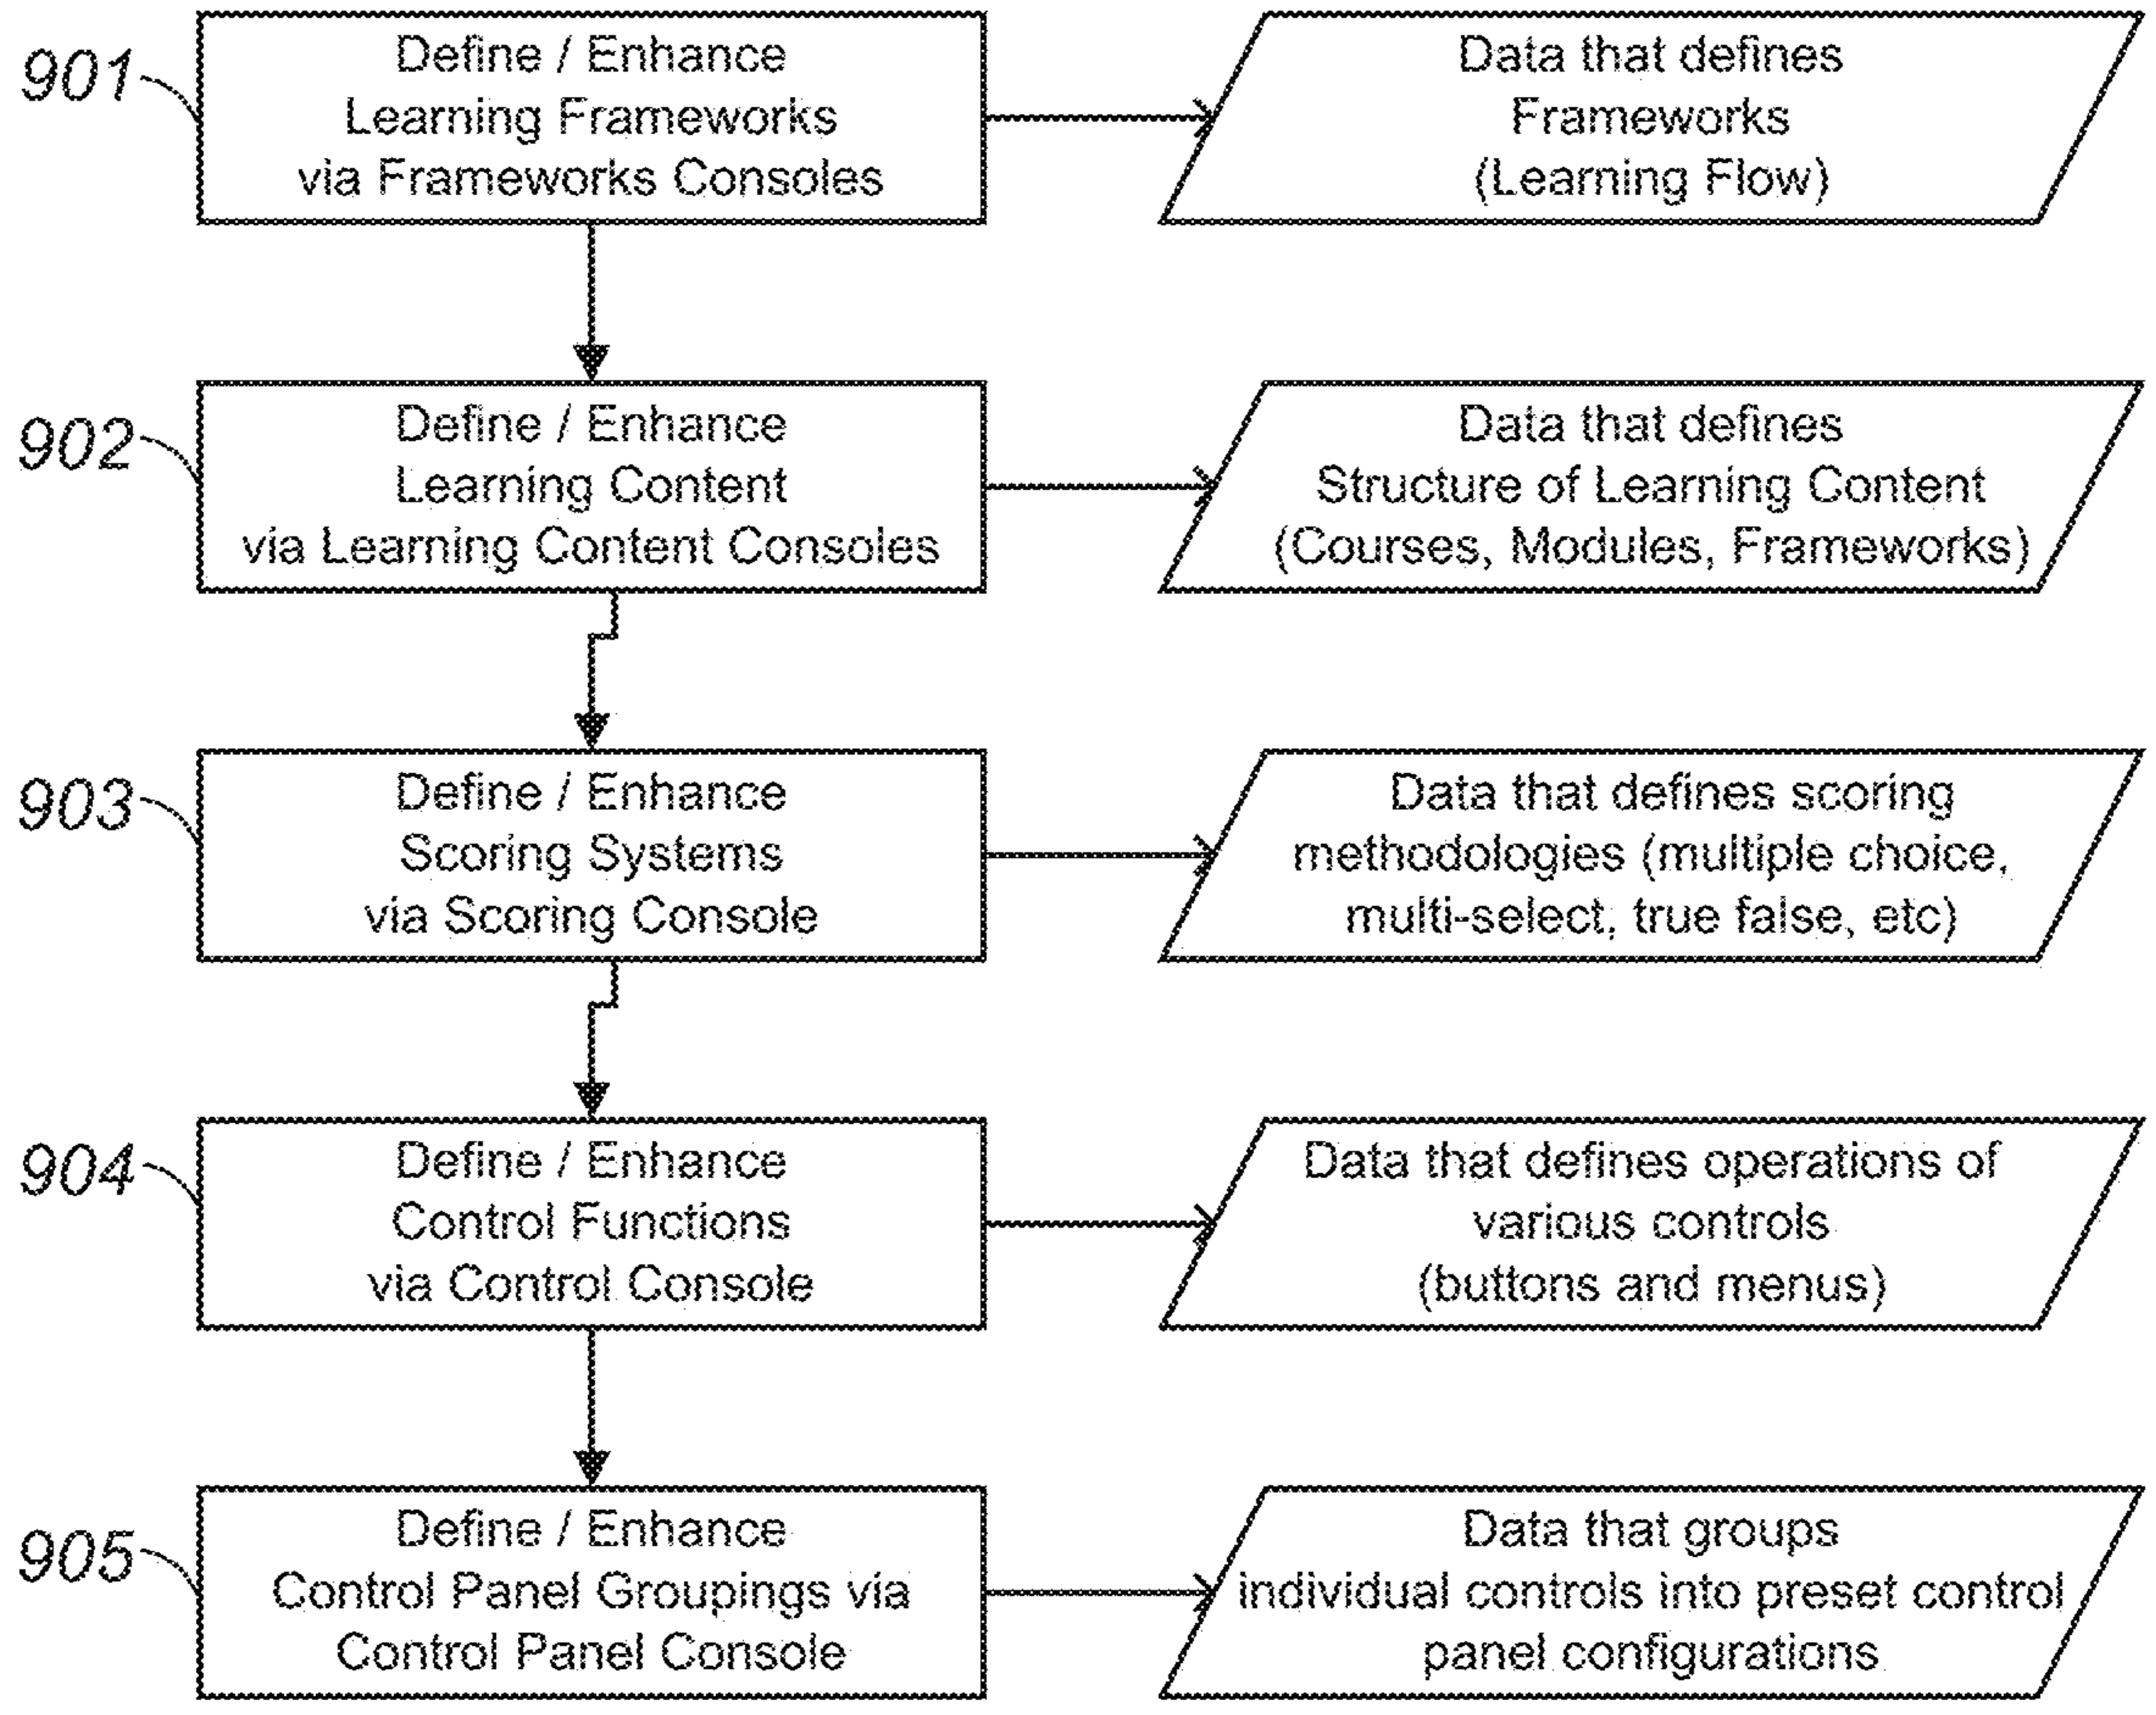 901
Define / Enhance
Learning Frameworks
via Frameworks Consoles
Data that defines
Frameworks
(Learning Flow)
902
Define / Enhance
Learning Content
via Learning Content Consoles
Data that defines
Structure of Learning Content
(Courses, Modules, Frameworks)
903
Define / Enhance
Scoring Systems
via Scoring Console
Data that defines scoring
methodologies (multiple choice,
multi-select, true false, etc)
904
Define / Enhance
Control Functions
via Control Console
Data that defines operations of
various controls
(buttons and menus)
905
Define / Enhance
Control Panel Groupings via
Control Panel Console
Data that groups
individual controls into preset control
panel configurations